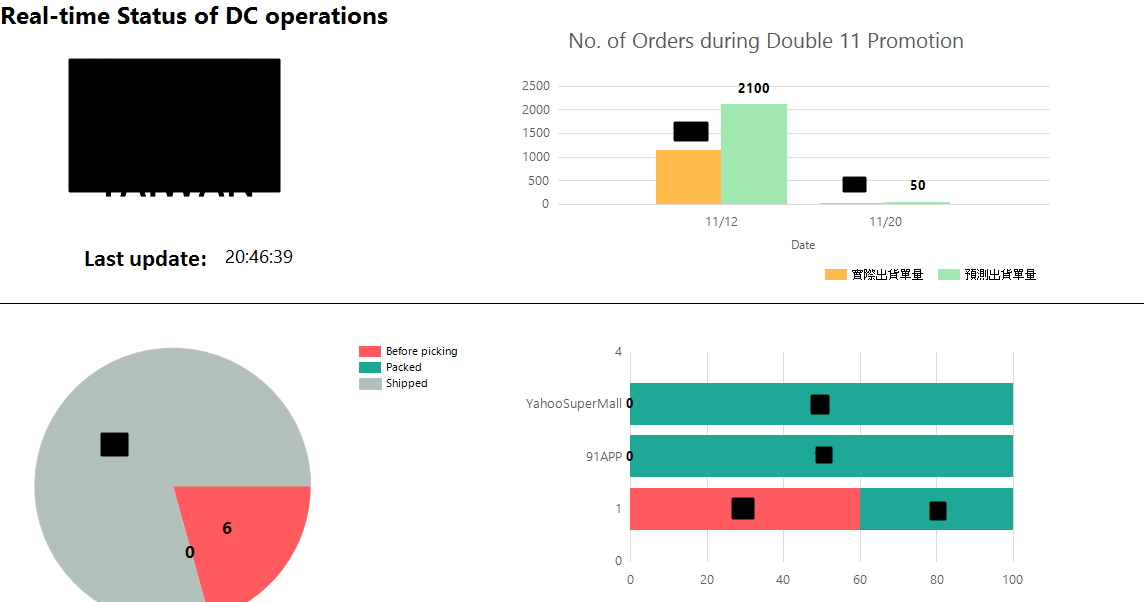 Real-time Status of DC operations
Last update: 20:46:39
No. of Orders during Double 11 Promotion
2500
2000
1500
1000
500
0
2100
50
11/12
11/20
Date
實際出貨單量
預測出貨單量
6
0
Before picking
Packed
Shipped
4
YahooSuperMall 0
91APP 0
1
0
0 20 40 60 80 100